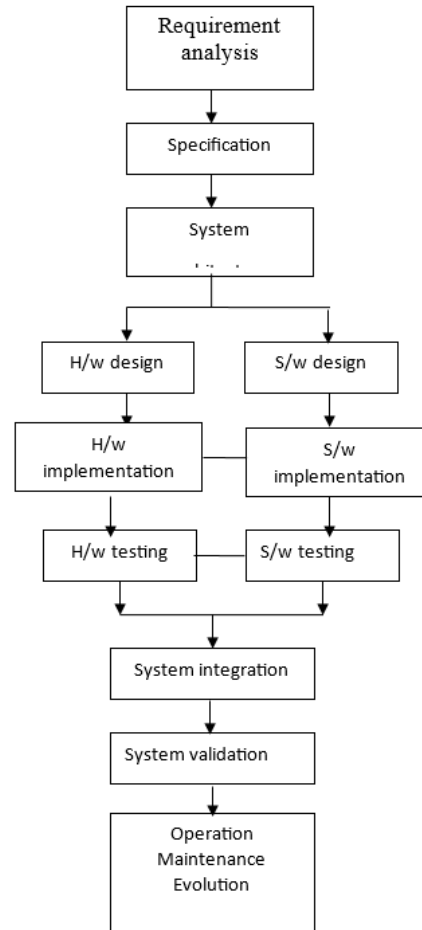 Requirement
analysis
Specification
System
H/w design
S/w design
H/w
implementation
S/w
implementation
H/w testing
S/w testing
System integration
System validation
Operation
Maintenance
Evolution